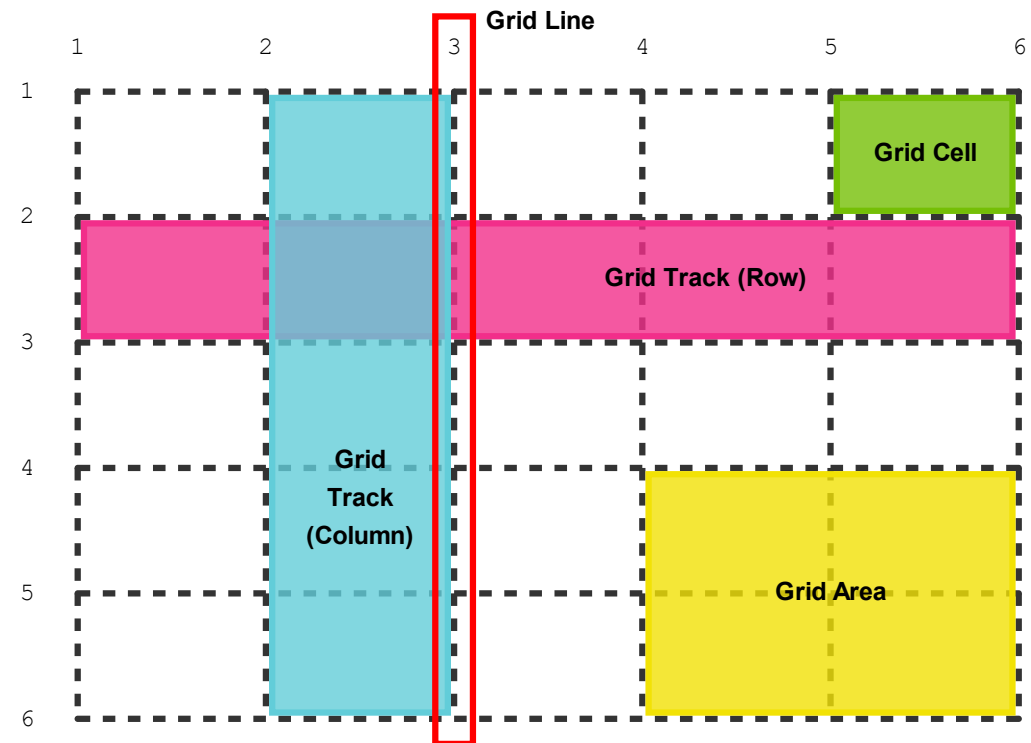 Grid Line
1 2 3 4 5 6
1
Grid Cell
2
Grid Track (Row)
3
4
Grid
Track
(Column)
5
Grid Area
6